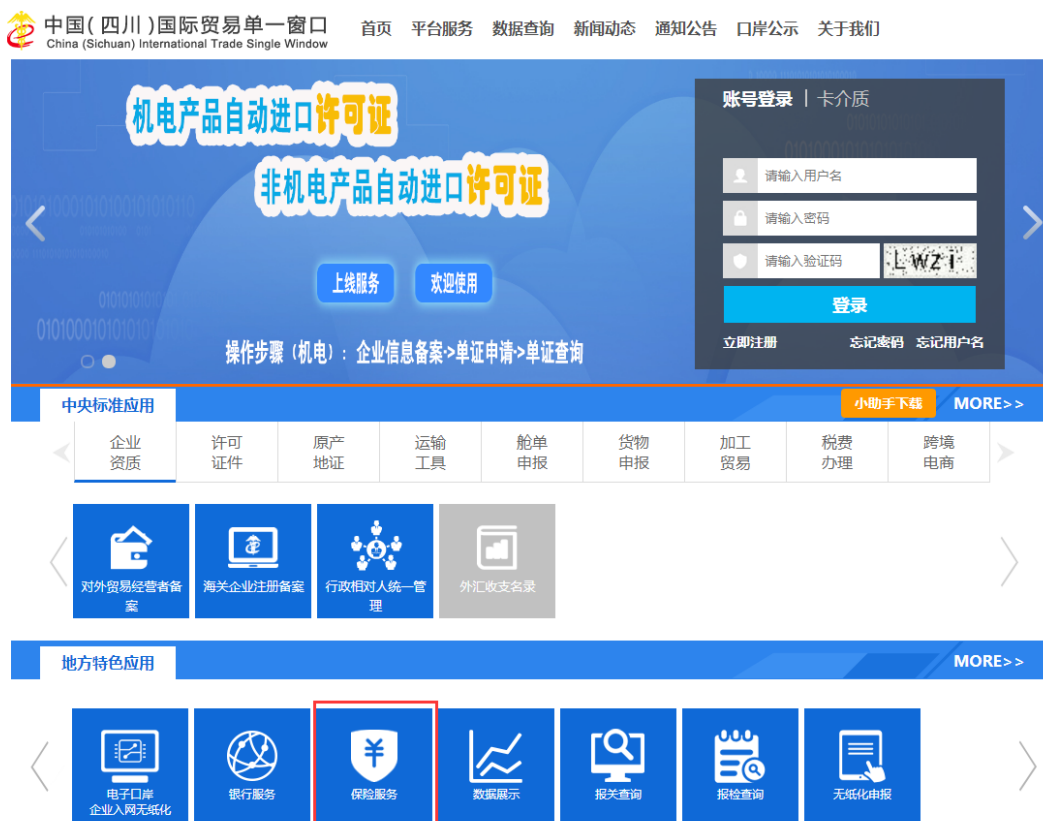 中国(四川)国际贸易单一窗口
China (Sichuan) International Trade Single Window
首页 平台服务 数据查询 新闻动态 通知公告 口岸公示 关于我们
机电产品自动进口许可证
非机电产品自动进口许可证
上线服务 欢迎使用
操作步骤（机电）：企业信息备案->单证申请->单证查询
账号登录 | 卡介质
请输入用户名
请输入密码
请输入验证码 LWZi
登录
立即注册 忘记密码 忘记用户名
中央标准应用 小助手下载 MORE>>
企业
资质
许可
证件
原产
地证
运输
工具
舱单
申报
货物
申报
加工
贸易
税费
办理
跨境
电商
对外贸易经营者备
案
海关企业注册备案
行政相对人统一管
理
外汇收支名录
地方特色应用 MORE>>
电子口岸
企业入网无纸化
银行服务
保险服务
数据展示
报关查询
报检查询
无纸化申报